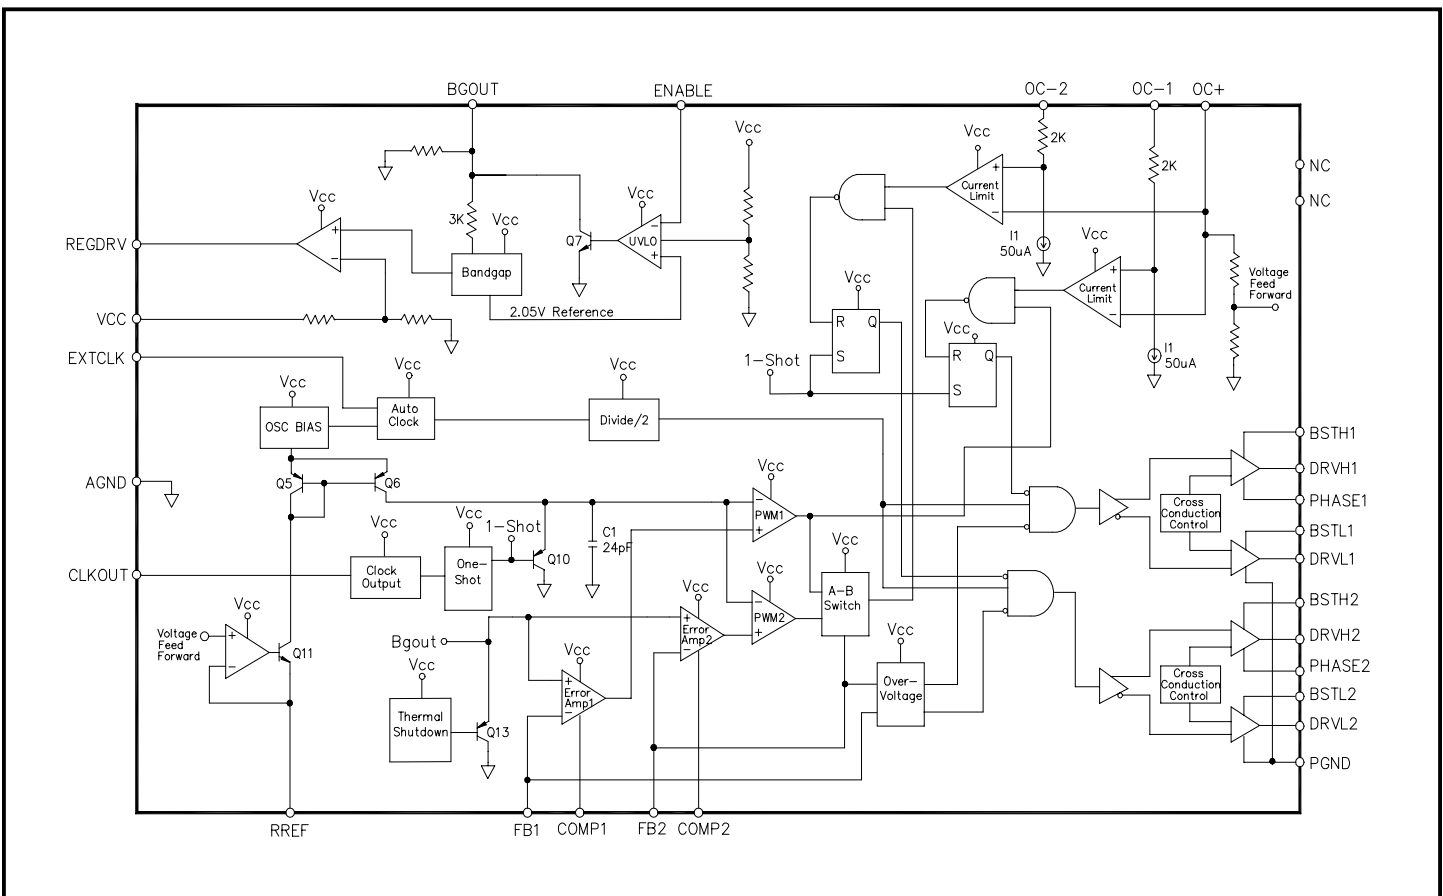 BGOUT
ENABLE
OC-2
OC-1
OC+
Vcc
Vcc
2K
2K
NC
Current
Limit
NC
Vcc
Vcc
3K
Vcc
Q7
UVLO
I1
50uA
Vcc
REGDRV
Bandgap
Voltage
Feed
Forward
Vcc
Current
Limit
2.05V Reference
VCC
R
Q
Vcc
S
R
Q
I1
50uA
EXTCLK
1-Shot
S
Vcc
Vcc
Vcc
Auto
Clock
OSC BIAS
Divide/2
BSTH1
Q5
Q6
Vcc
DRVH1
AGND
PHASE1
PWM1
Cross
Conduction
Control
Vcc
Vcc
1-Shot
C1
24pF
BSTL1
Vcc
DRVL1
Q10
CLKOUT
Clock
Output
One-
Shot
Vcc
Vcc
A-B
Switch
BSTH2
Vcc
PWM2
Voltage
Feed
Forward
Error
Amp2
Vcc
DRVH2
Bgout
Q11
Vcc
Vcc
PHASE2
Over-
Voltage
Cross
Conduction
Control
Error
Amp1
BSTL2
Thermal
Shutdown
Q13
DRVL2
PGND
RREF
FB1
COMP1
FB2
COMP2